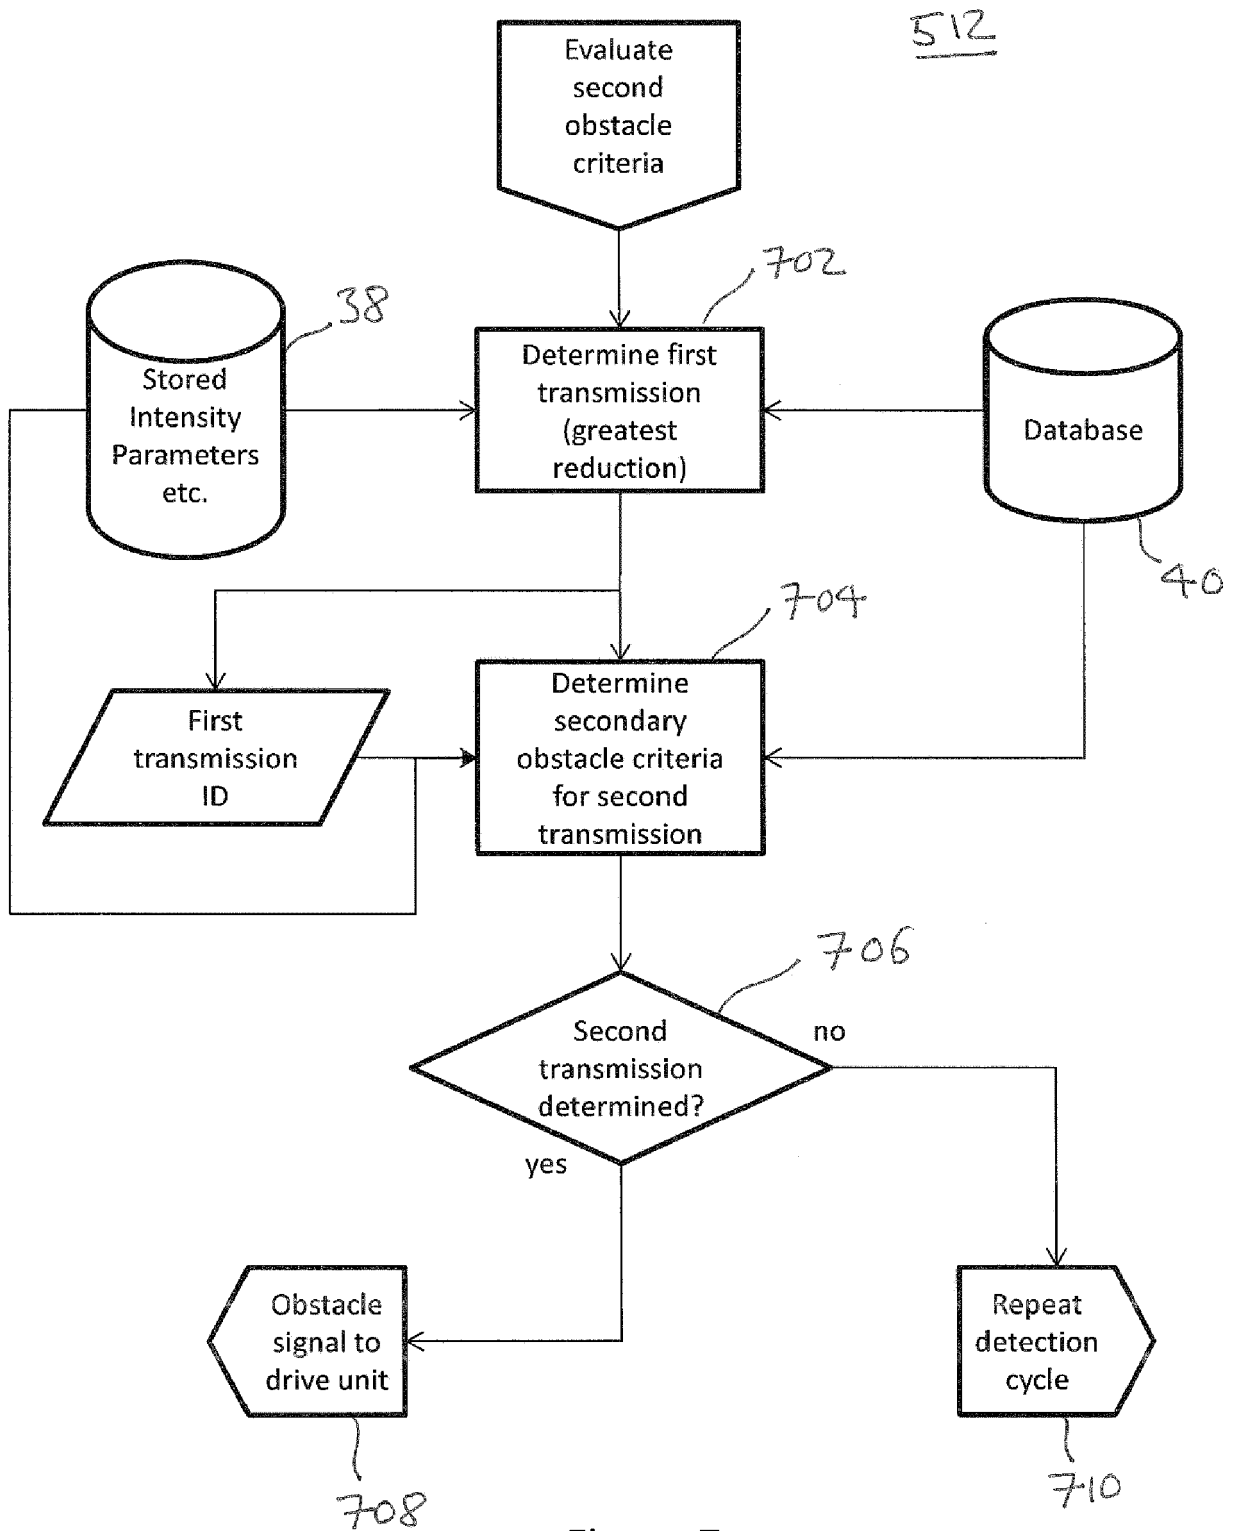 512
Evaluate
second
obstacle
criteria
702
38
Determine first
transmission
(greatest
reduction)
Stored
Intensity
Parameters
etc.
Database
40
704
First
transmission
ID
Determine
secondary
obstacle criteria
for second
transmission
706
Second
transmission
determined?
no
yes
Obstacle
signal to
drive unit
Repeat
detection
cycle
708
710